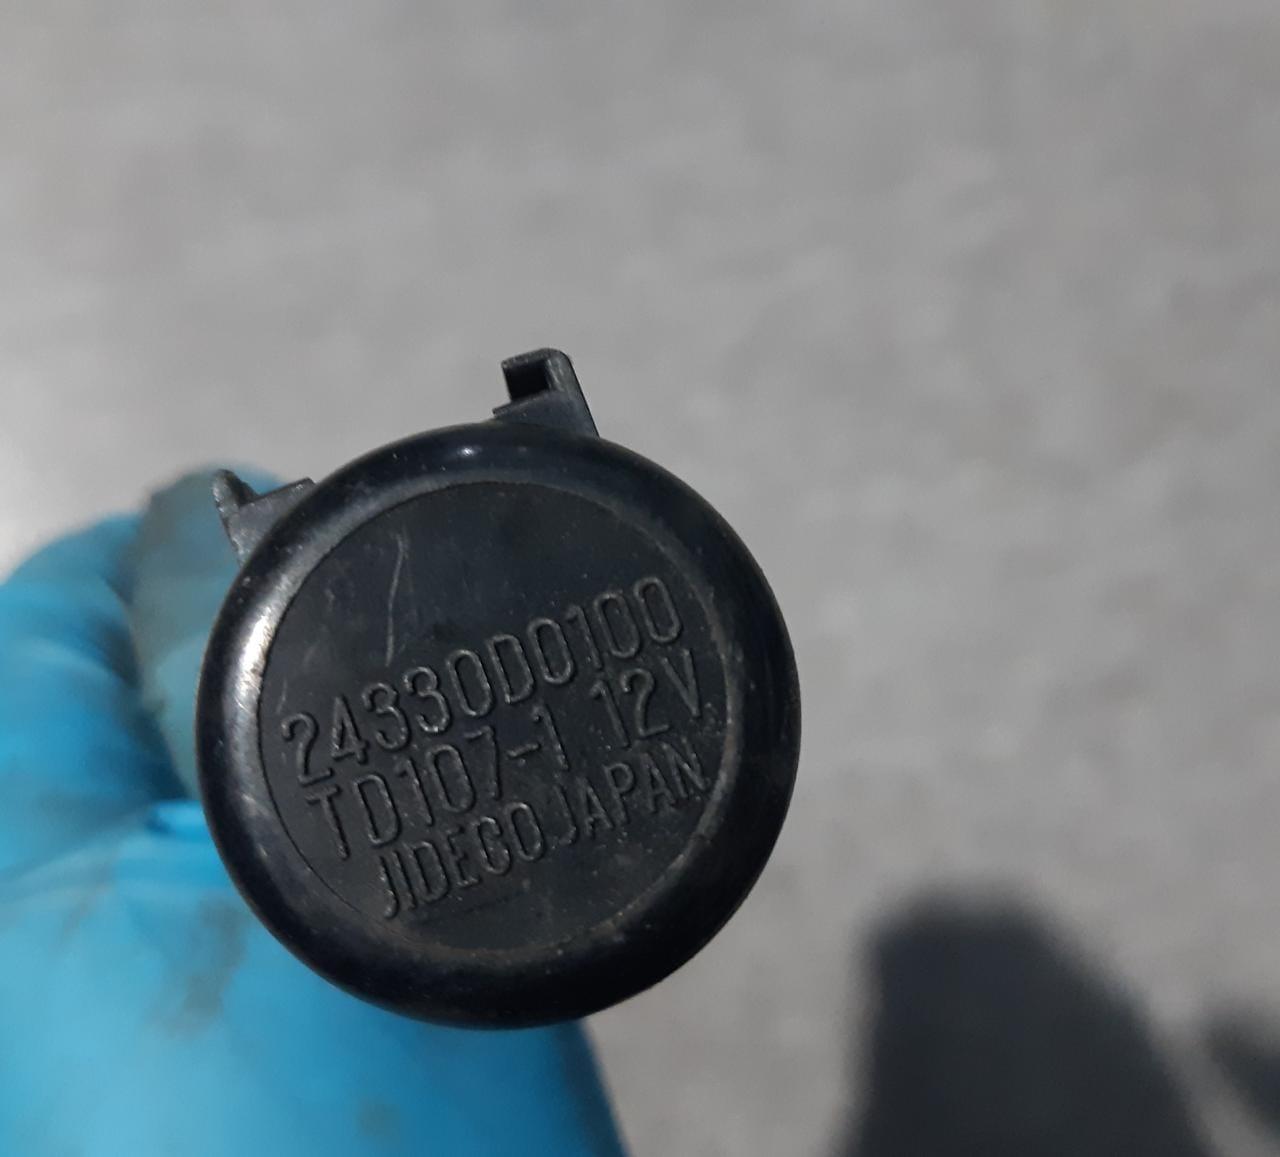 24330D0100
TD107-1 12V
JIDECO JAPAN